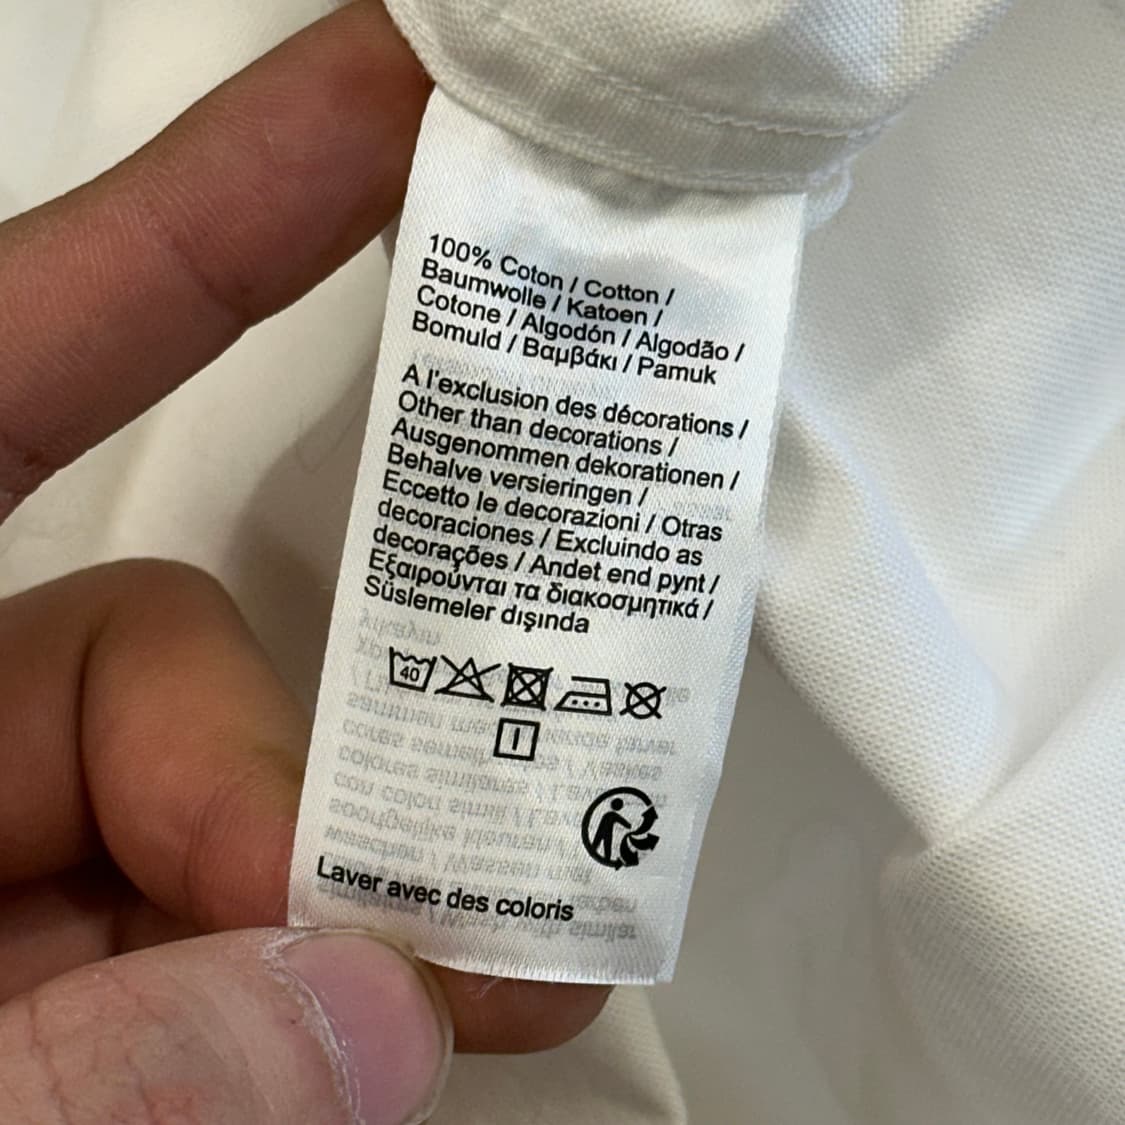 100% Coton / Cotton /
Baumwolle / Katoen /
Cotone / Algodón / Algodão /
Bomuld / Βαμβάκι / Pamuk
A l'exclusion des décorations /
Other than decorations /
Ausgenommen dekorationen /
Behalve versieringen /
Eccetto le decorazioni / Otras
decoraciones / Excluindo as
decorações / Andet end pynt /
Εξαιρούνται τα διακοσμητικά /
Süslemeler dışında
40
Laver avec des coloris